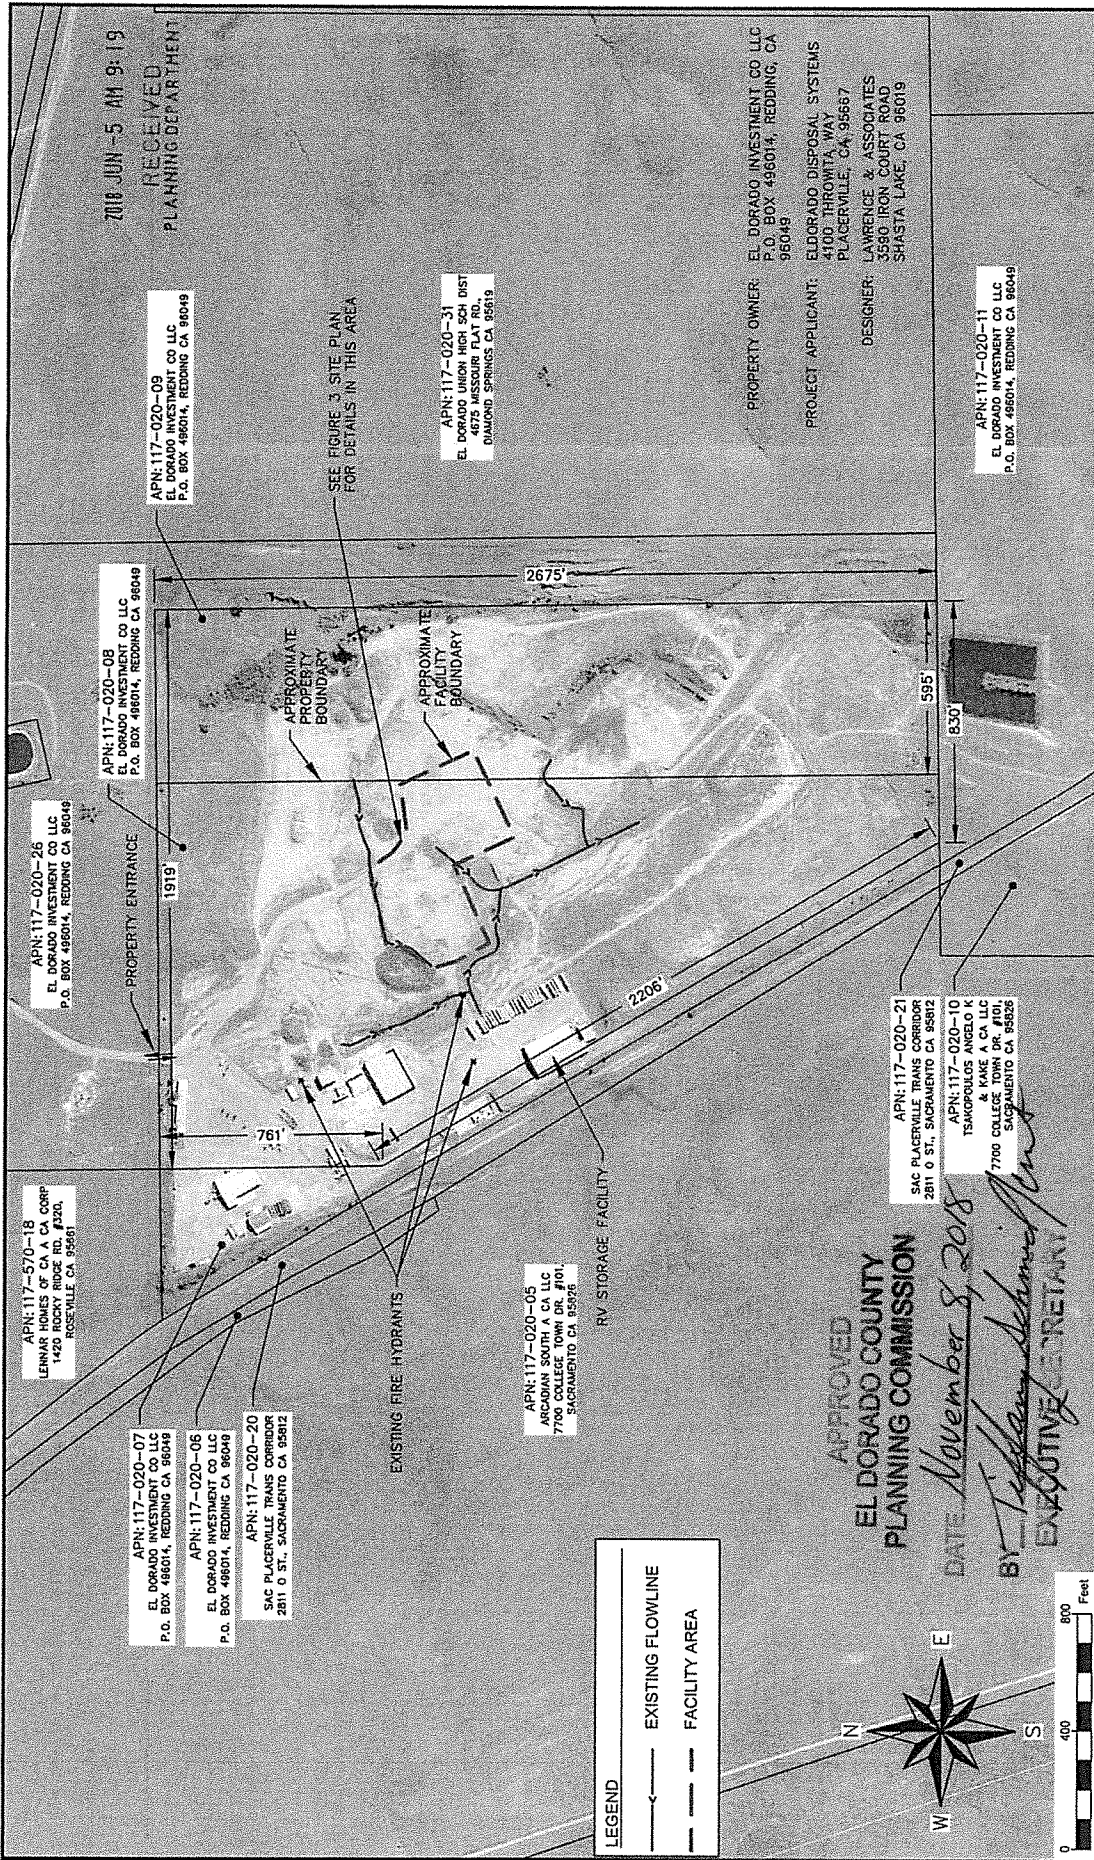 2018 JUN -5 AM 9:19
RECEIVED
PLANNING DEPARTMENT
APN:117-570-18
LENNAR HOMES OF CA A CA CORP
1420 ROCKY RIDGE RD. #320,
ROSEVILLE CA 95661
APN:117-020-26
EL DORADO INVESTMENT CO LLC
P.O. BOX 496014, REDDING CA 96049
APN:117-020-08
EL DORADO INVESTMENT CO LLC
P.O. BOX 496014, REDDING CA 96049
APN:117-020-09
EL DORADO INVESTMENT CO LLC
P.O. BOX 496014, REDDING CA 96049
PROPERTY ENTRANCE
1919'
APN:117-020-07
EL DORADO INVESTMENT CO LLC
P.O. BOX 496014, REDDING CA 96049
APN:117-020-06
EL DORADO INVESTMENT CO LLC
P.O. BOX 496014, REDDING CA 96049
APN:117-020-20
SAC PLACERVILLE TRANS CORRIDOR
2811 O ST., SACRAMENTO CA 95812
761'
APPROXIMATE
PROPERTY
BOUNDARY
SEE FIGURE 3 SITE PLAN
FOR DETAILS IN THIS AREA
EXISTING FIRE HYDRANTS
APPROXIMATE
FACILITY
BOUNDARY
2675'
APN:117-020-31
EL DORADO UNION HIGH SCH DIST
4675 MISSOURI FLAT RD.,
DIAMOND SPRINGS CA 95619
APN:117-020-05
ARCADIAN SOUTH A CA LLC
7700 COLLEGE TOWN DR. #101,
SACRAMENTO CA 95826
RV STORAGE FACILITY
2206'
595'
830'
PROPERTY OWNER: EL DORADO INVESTMENT CO LLC
P.O. BOX 496014, REDDING, CA
96049
PROJECT APPLICANT: ELDORADO DISPOSAL SYSTEMS
4100 THROWITA WAY
PLACERVILLE, CA 95667
DESIGNER: LAWRENCE & ASSOCIATES
3590 IRON COURT ROAD
SHASTA LAKE, CA 96019
APN:117-020-21
SAC PLACERVILLE TRANS CORRIDOR
2811 O ST., SACRAMENTO CA 95812
APN:117-020-10
TSAKOPOULOS ANGELO K
& KAKE A CA LLC
7700 COLLEGE TOWN DR. #101,
SACRAMENTO CA 95826
APN:117-020-11
EL DORADO INVESTMENT CO LLC
P.O. BOX 496014, REDDING CA 96049
LEGEND
EXISTING FLOWLINE
FACILITY AREA
APPROVED
EL DORADO COUNTY
PLANNING COMMISSION
DATE November 8, 2018
BY Tiffany Schmid
EXECUTIVE SECRETARY
N
E
S
W
0 400 800
Feet